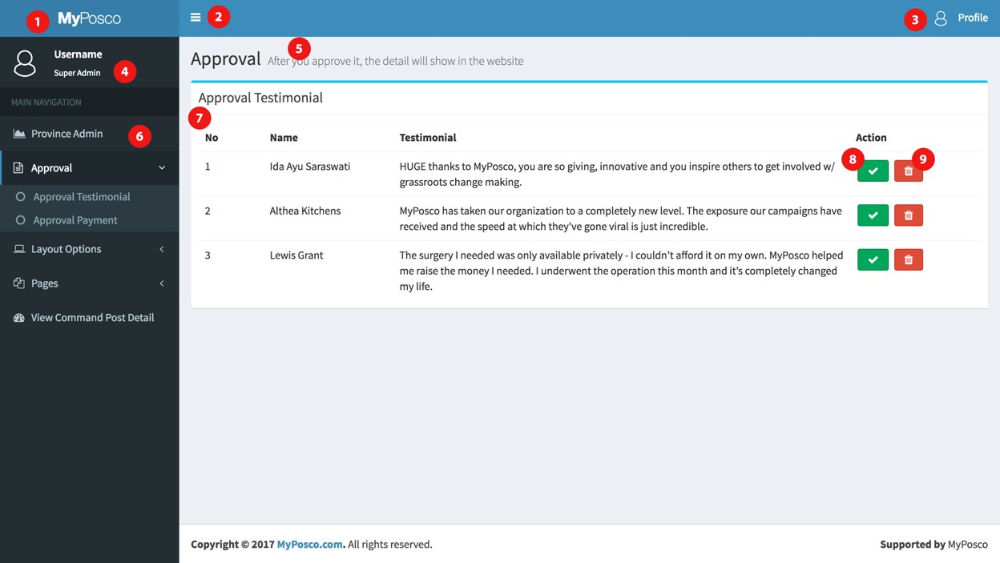 1 MyPosco
2
3 Profile
Username
Super Admin 4
MAIN NAVIGATION
Province Admin 6
Approval
Approval Testimonial
Approval Payment
Layout Options
Pages
View Command Post Detail
5
Approval After you approve it, the detail will show in the website
Approval Testimonial
7
No Name Testimonial Action
8 9
1 Ida Ayu Saraswati HUGE thanks to MyPosco, you are so giving, innovative and you inspire others to get involved w/
grassroots change making.
2 Althea Kitchens MyPosco has taken our organization to a completely new level. The exposure our campaigns have
received and the speed at which they've gone viral is just incredible.
3 Lewis Grant The surgery I needed was only available privately - I couldn’t afford it on my own. MyPosco helped
me raise the money I needed. I underwent the operation this month and it’s completely changed
my life.
Copyright © 2017 MyPosco.com. All rights reserved. Supported by MyPosco